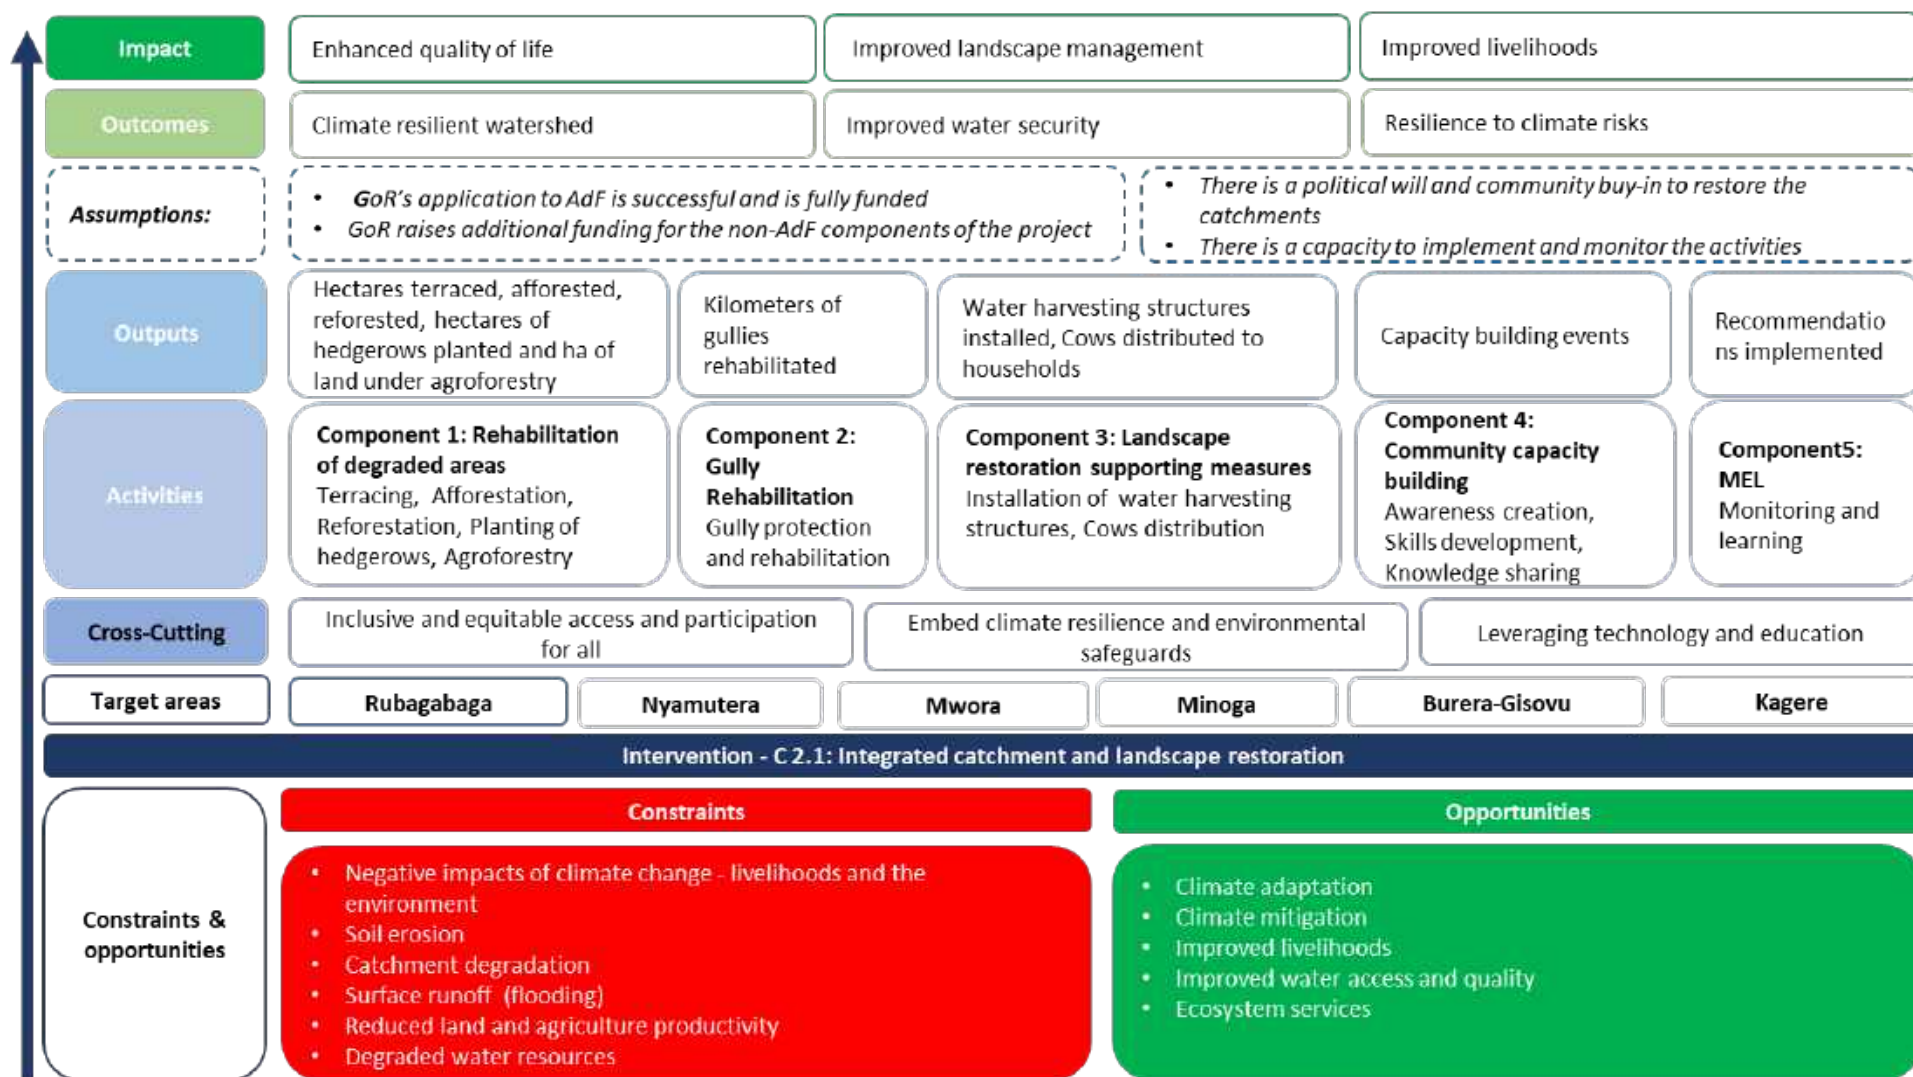 Impact
Enhanced quality of life
Improved landscape management
Improved livelihoods
Outcomes
Climate resilient watershed
Improved water security
Resilience to climate risks
Assumptions:
• GoR's application to AdF is successful and is fully funded
• GoR raises additional funding for the non-AdF components of the project
• There is a political will and community buy-in to restore the
catchments
• There is a capacity to implement and monitor the activities
Outputs
Hectares terraced, afforested,
reforested, hectares of
hedgerows planted and ha of
land under agroforestry
Kilometers of
gullies
rehabilitated
Water harvesting structures
installed, Cows distributed to
households
Capacity building events
Recommendatio
ns implemented
Activities
Component 1: Rehabilitation
of degraded areas
Terracing, Afforestation,
Reforestation, Planting of
hedgerows, Agroforestry
Component 2:
Gully
Rehabilitation
Gully protection
and rehabilitation
Component 3: Landscape
restoration supporting measures
Installation of water harvesting
structures, Cows distribution
Component 4:
Community capacity
building
Awareness creation,
Skills development,
Knowledge sharing
Component5:
MEL
Monitoring and
learning
Cross-Cutting
Inclusive and equitable access and participation
for all
Embed climate resilience and environmental
safeguards
Leveraging technology and education
Target areas
Rubagabaga
Nyamutera
Mwora
Minoga
Burera-Gisovu
Kagere
Intervention - C 2.1: Integrated catchment and landscape restoration
Constraints &
opportunities
Constraints
• Negative impacts of climate change - livelihoods and the
environment
• Soil erosion
• Catchment degradation
• Surface runoff (flooding)
• Reduced land and agriculture productivity
• Degraded water resources
Opportunities
• Climate adaptation
• Climate mitigation
• Improved livelihoods
• Improved water access and quality
• Ecosystem services